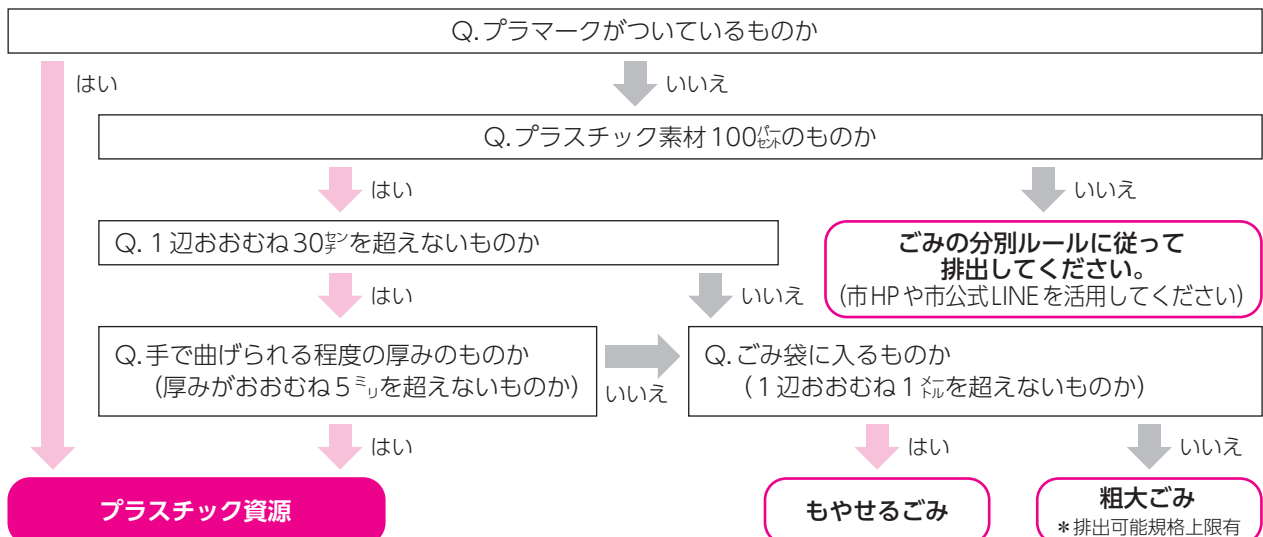 Q.プラマークがついているものか
はい
いいえ
Q.プラスチック素材100パーセントのものか
はい
いいえ
Q.1辺おおむね30センチを超えないものか
ごみの分別ルールに従って
排出してください。
(市HPや市公式LINEを活用してください)
はい
いいえ
Q.手で曲げられる程度の厚みのものか
(厚みがおおむね5ミリを超えないものか)
いいえ
Q.ごみ袋に入るものか
(1辺おおむね1メートルを超えないものか)
はい
はい
いいえ
プラスチック資源
もやせるごみ
粗大ごみ
*排出可能規格上限有